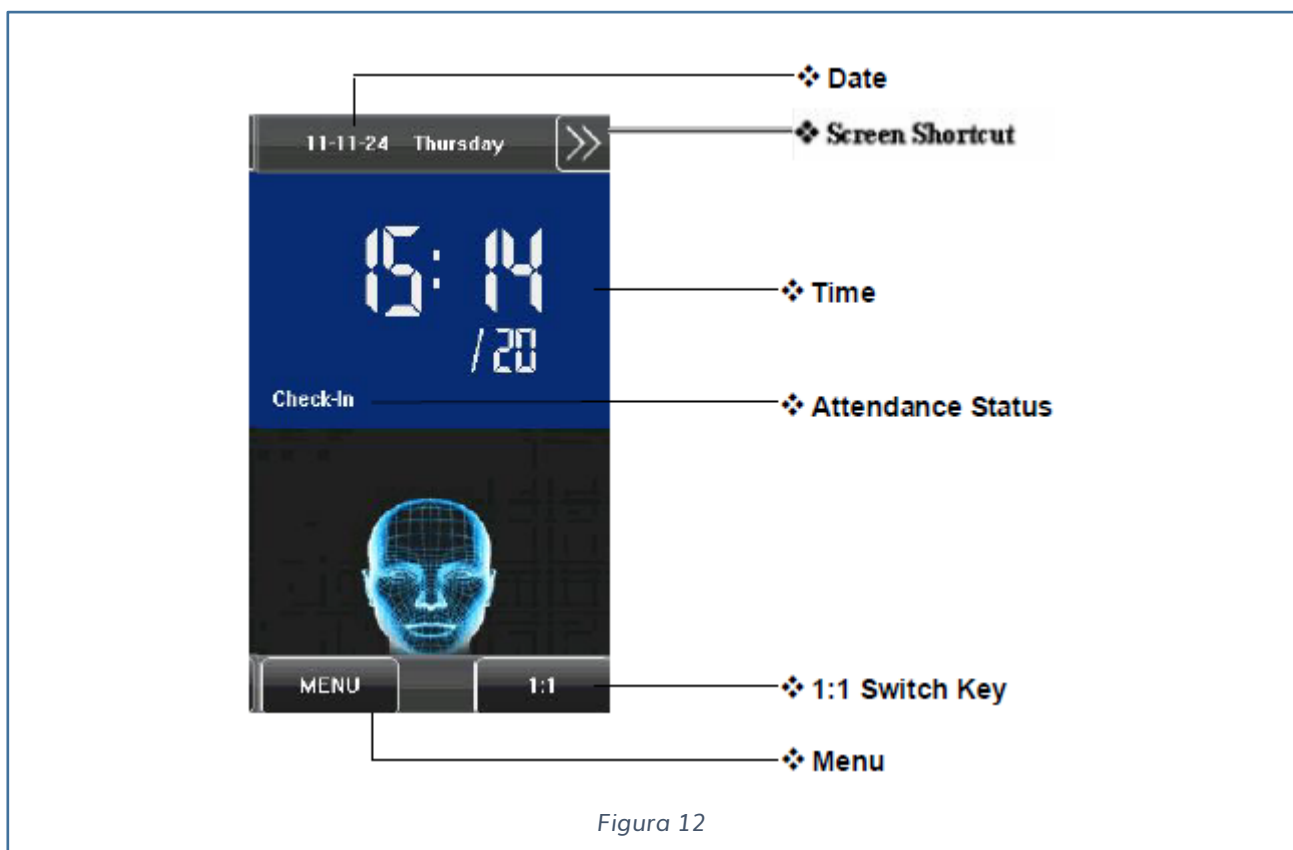 ❖ Date
❖ Screen Shortcut
11-11-24 Thursday
15:14
/20
❖ Time
Check-In
❖ Attendance Status
MENU
1:1
❖ 1:1 Switch Key
❖ Menu
Figura 12